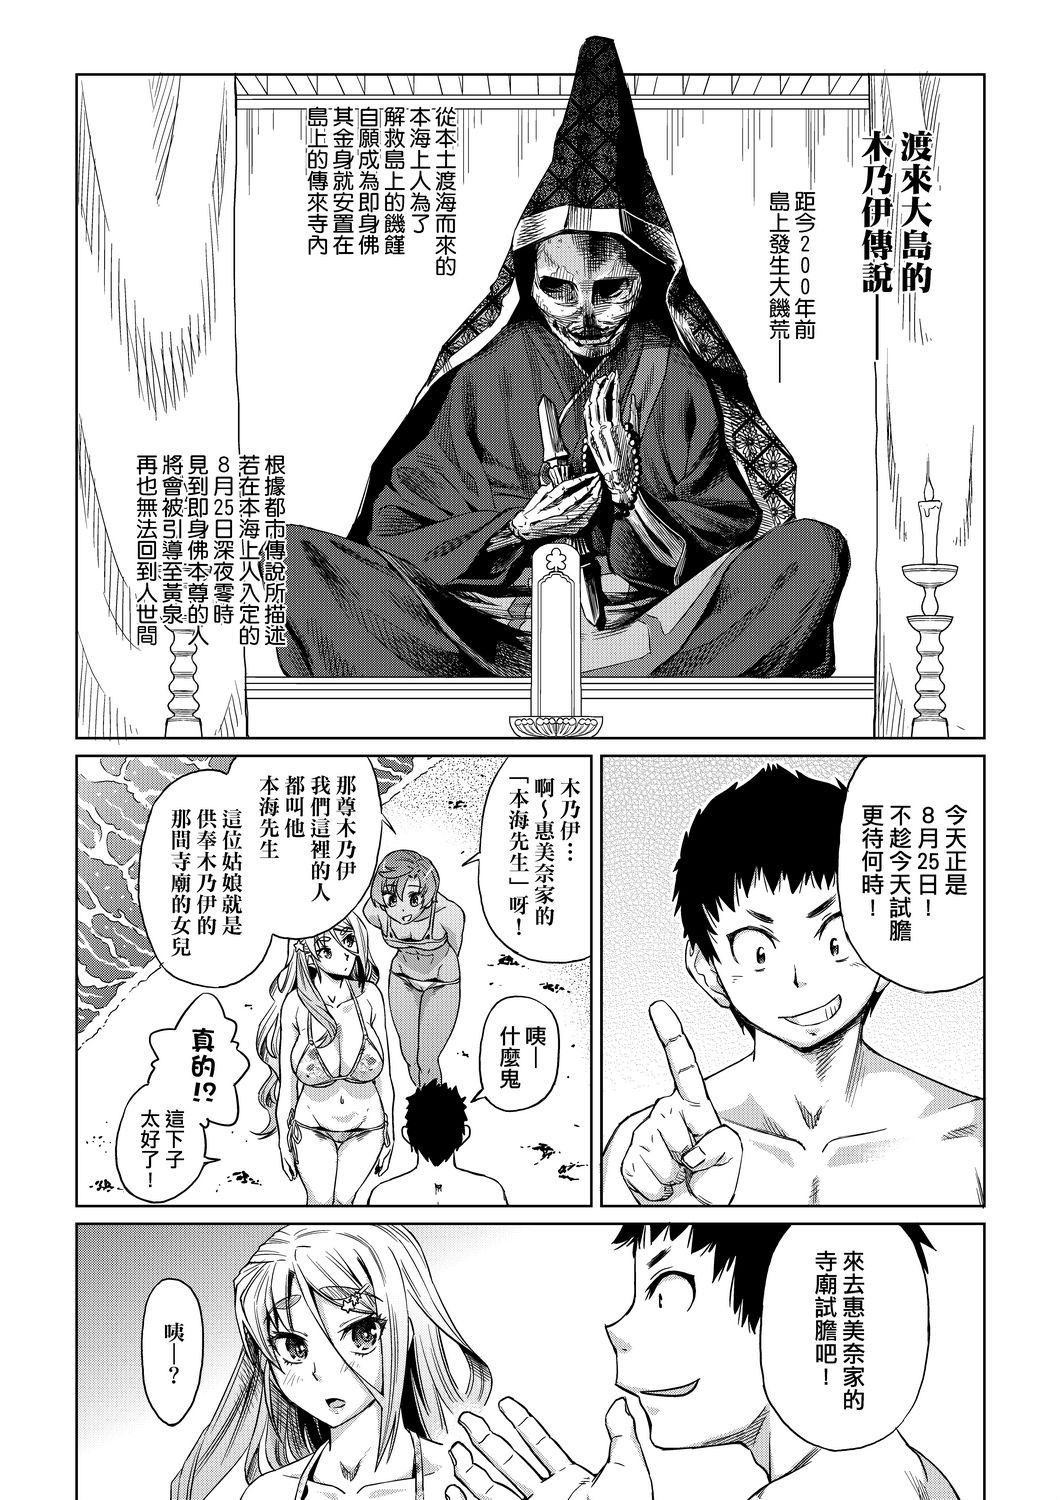 渡來大島的
木乃伊傳說——
距今200年前
島上發生大饑荒——
從本土渡海而來的
本海上人為了
解救島上的饑饉
自願成為即身佛
其金身就安置在
島上的傳來寺內
根據都市傳說所描述
若在本海上人入定的
8月25日深夜零時
見到即身佛本尊的人
將會被引導至黃泉
再也無法回到人世間
今天正是
8月25日！
不趁今天試膽
更待何時！
木乃伊…
啊～惠美奈家的
「本海先生」呀！
那尊木乃伊
我們這裡的人
都叫他
本海先生
這位姑娘就是
供奉木乃伊的
那間寺廟的女兒
咦—
什麼鬼
真的!?
這下子
太好了！
來去惠美奈家的
寺廟試膽吧！
咦—？